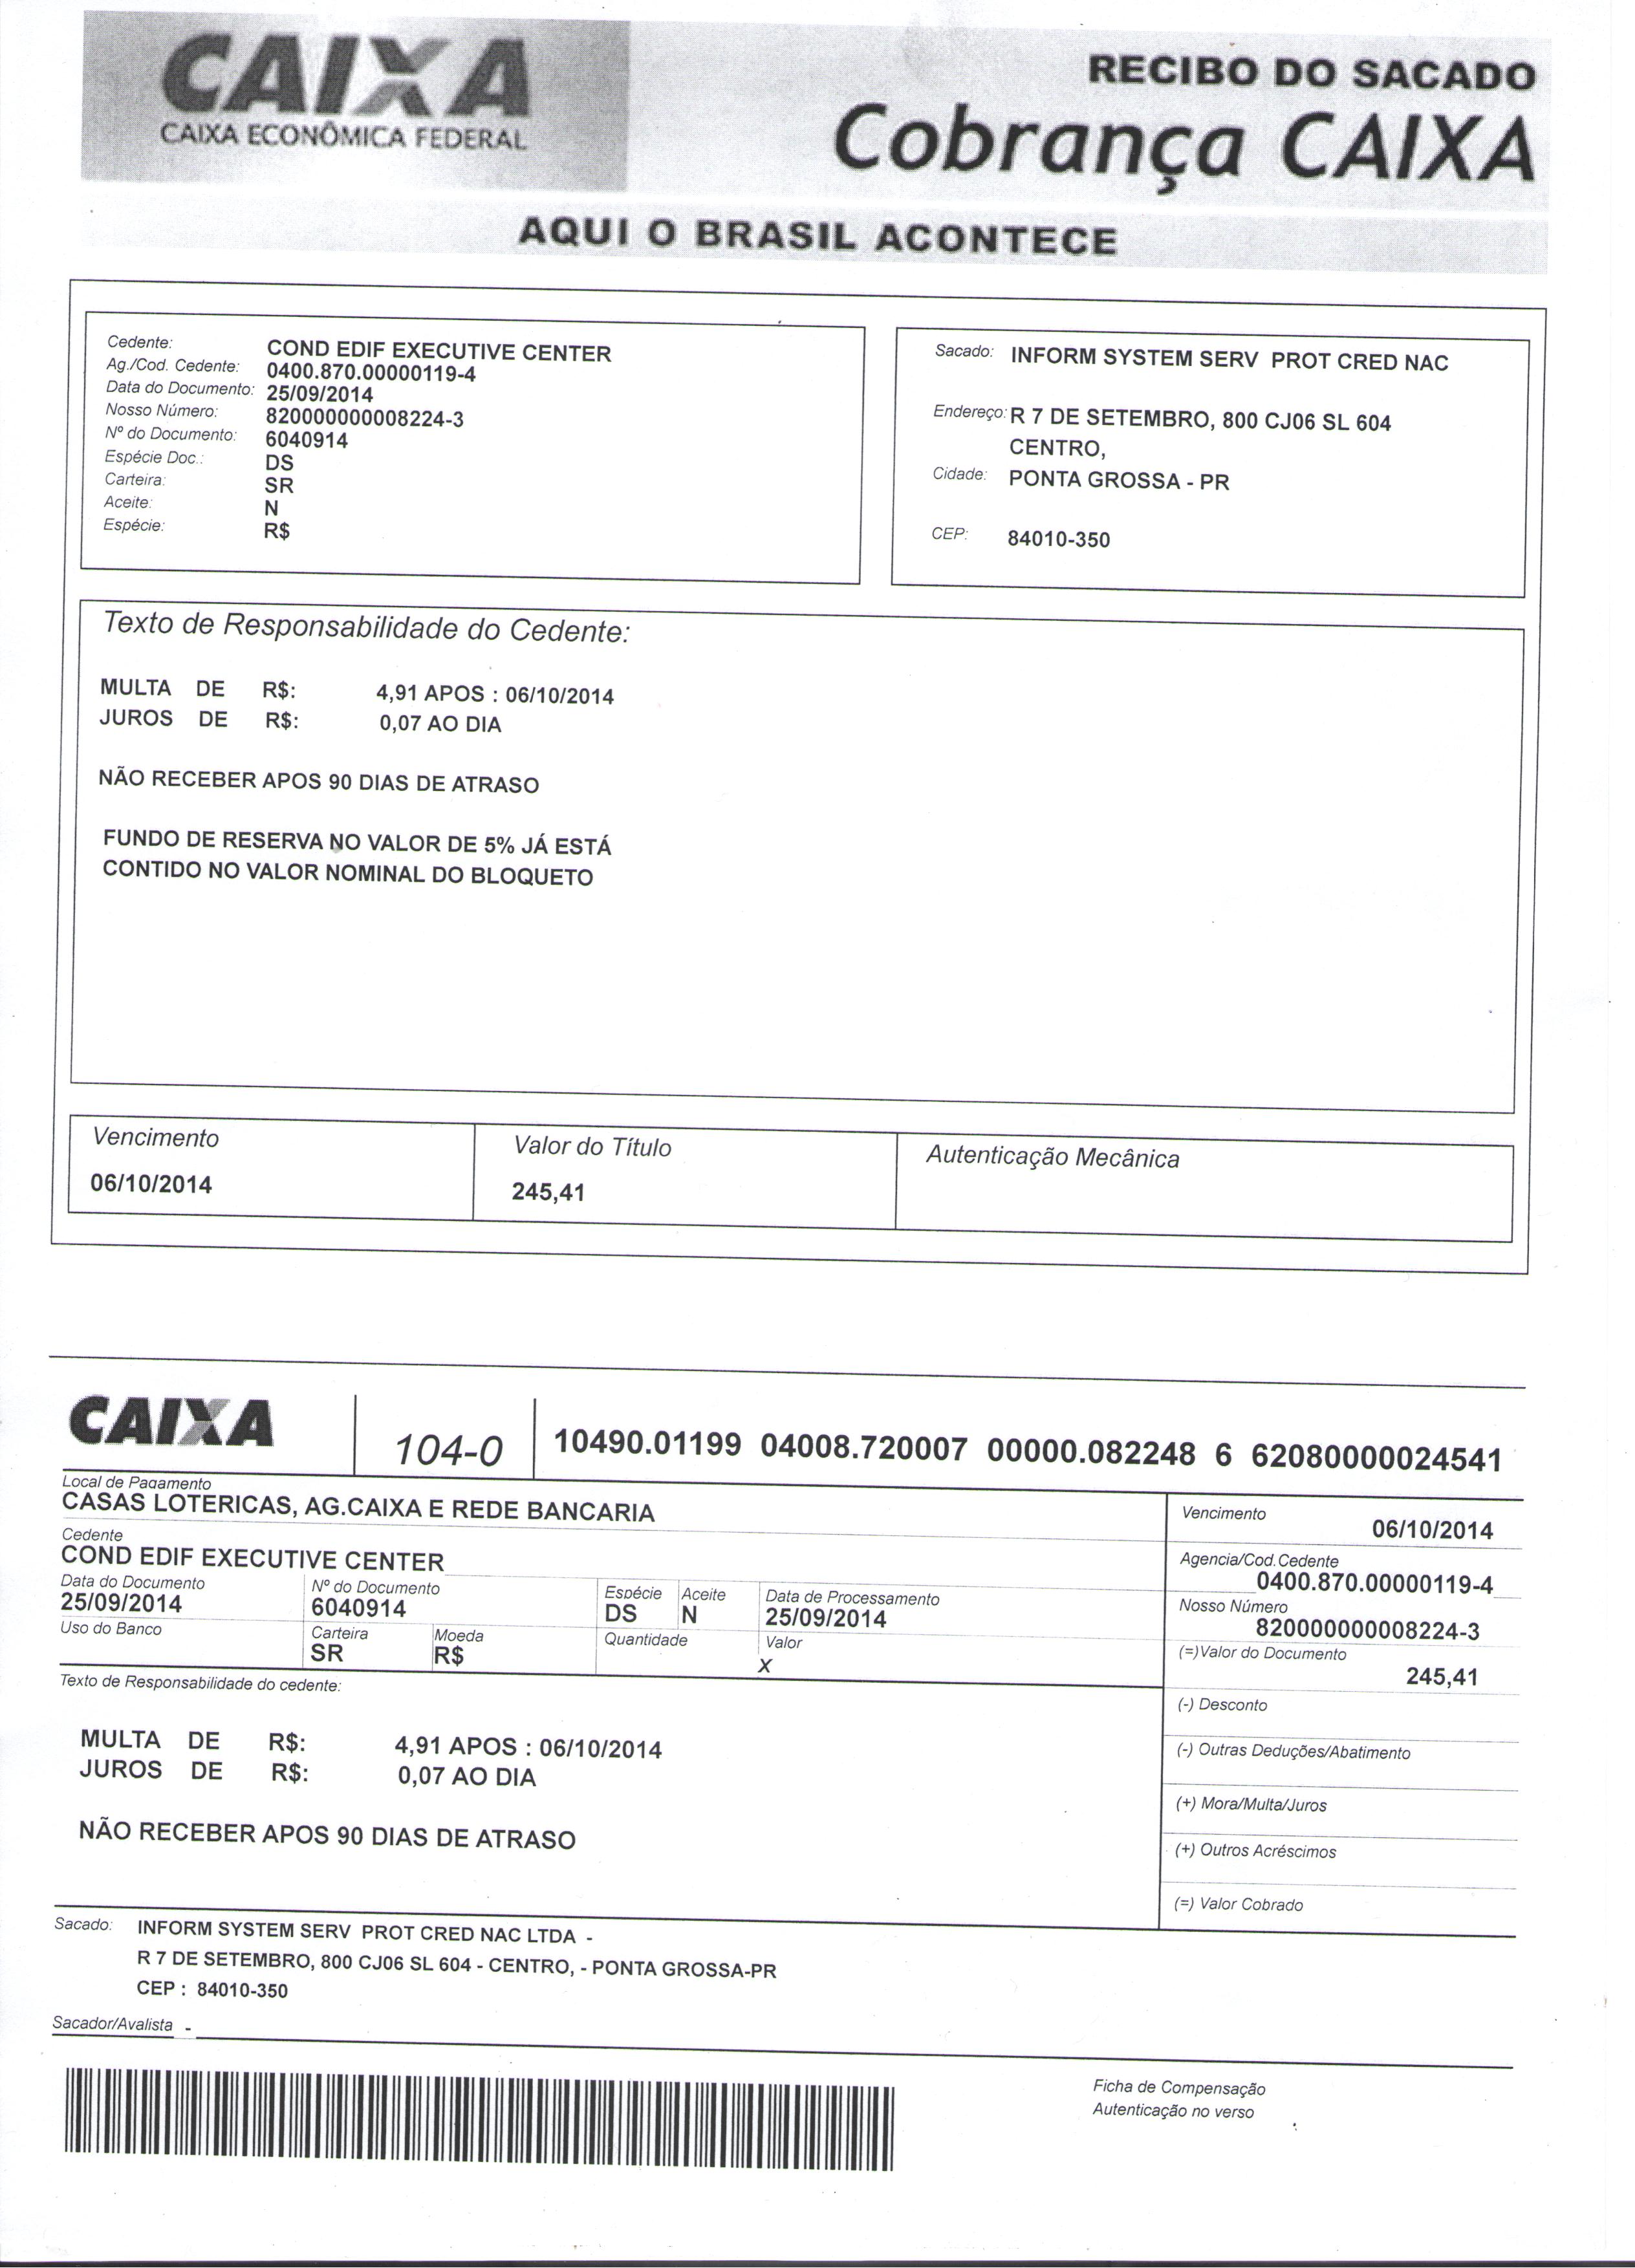 CAIXA
CAIXA ECONÔMICA FEDERAL
RECIBO DO SACADO
Cobrança CAIXA
AQUI O BRASIL ACONTECE
Cedente: COND EDIF EXECUTIVE CENTER
Ag./Cod. Cedente: 0400.870.00000119-4
Data do Documento: 25/09/2014
Nosso Número: 820000000008224-3
Nº do Documento: 6040914
Espécie Doc.: DS
Carteira: SR
Aceite: N
Espécie: R$
Sacado: INFORM SYSTEM SERV PROT CRED NAC
Endereço: R 7 DE SETEMBRO, 800 CJ06 SL 604
CENTRO,
Cidade: PONTA GROSSA - PR
CEP: 84010-350
Texto de Responsabilidade do Cedente:
MULTA DE R$: 4,91 APOS : 06/10/2014
JUROS DE R$: 0,07 AO DIA
NÃO RECEBER APOS 90 DIAS DE ATRASO
FUNDO DE RESERVA NO VALOR DE 5% JÁ ESTÁ
CONTIDO NO VALOR NOMINAL DO BLOQUETO
Vencimento Valor do Título Autenticação Mecânica
06/10/2014 245,41
CAIXA 104-0 10490.01199 04008.720007 00000.082248 6 62080000024541
Local de Pagamento
CASAS LOTERICAS, AG.CAIXA E REDE BANCARIA
Vencimento
06/10/2014
Cedente
COND EDIF EXECUTIVE CENTER
Agencia/Cod.Cedente
0400.870.00000119-4
Data do Documento Nº do Documento Espécie Aceite Data de Processamento
25/09/2014 6040914 DS N 25/09/2014
Nosso Número
820000000008224-3
Uso do Banco Carteira Moeda Quantidade Valor
SR R$ X
(=)Valor do Documento
245,41
Texto de Responsabilidade do cedente:
(-) Desconto
MULTA DE R$: 4,91 APOS : 06/10/2014
(-) Outras Deduções/Abatimento
JUROS DE R$: 0,07 AO DIA
(+) Mora/Multa/Juros
NÃO RECEBER APOS 90 DIAS DE ATRASO
(+) Outros Acréscimos
(=) Valor Cobrado
Sacado: INFORM SYSTEM SERV PROT CRED NAC LTDA -
R 7 DE SETEMBRO, 800 CJ06 SL 604 - CENTRO, - PONTA GROSSA-PR
CEP : 84010-350
Sacador/Avalista -
Ficha de Compensação
Autenticação no verso